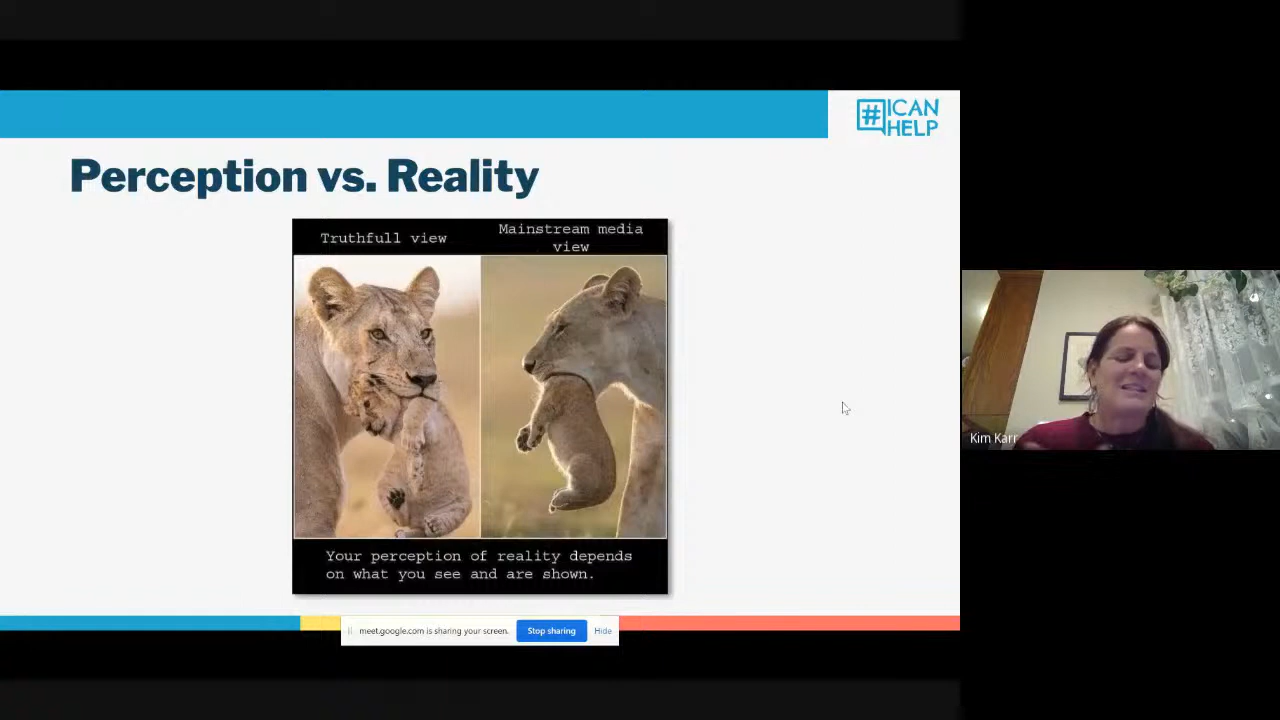 #ICAN
HELP
Perception vs. Reality
Truthfull view
Mainstream media
view
Your perception of reality depends
on what you see and are shown.
Kim Karr
meet.google.com is sharing your screen.
Stop sharing
Hide